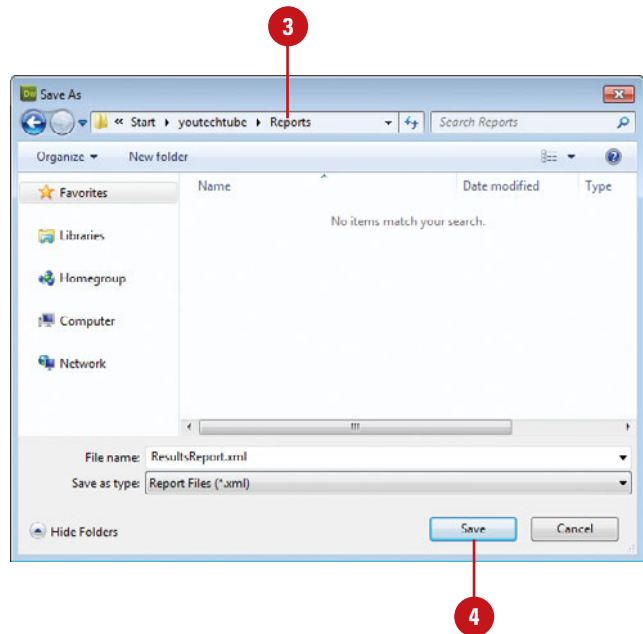 3
Dw Save As
« Start youtechtube Reports Search Reports
Organize New folder
Name Date modified Type
Favorites
No items match your search.
Libraries
Homegroup
Computer
Network
File name: ResultsReport.xml
Save as type: Report Files (*.xml)
Hide Folders Save Cancel
4